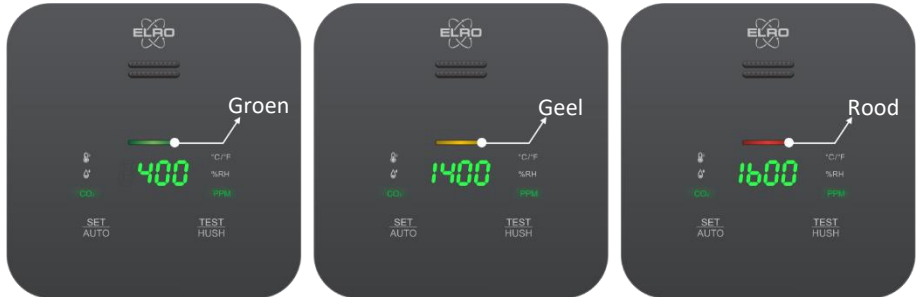 ELRO
Groen
°C/°F
400
%RH
CO₂
PPM
SET
AUTO
TEST
HUSH
ELRO
Geel
°C/°F
1400
%RH
CO₂
PPM
SET
AUTO
TEST
HUSH
ELRO
Rood
°C/°F
1600
%RH
CO₂
PPM
SET
AUTO
TEST
HUSH